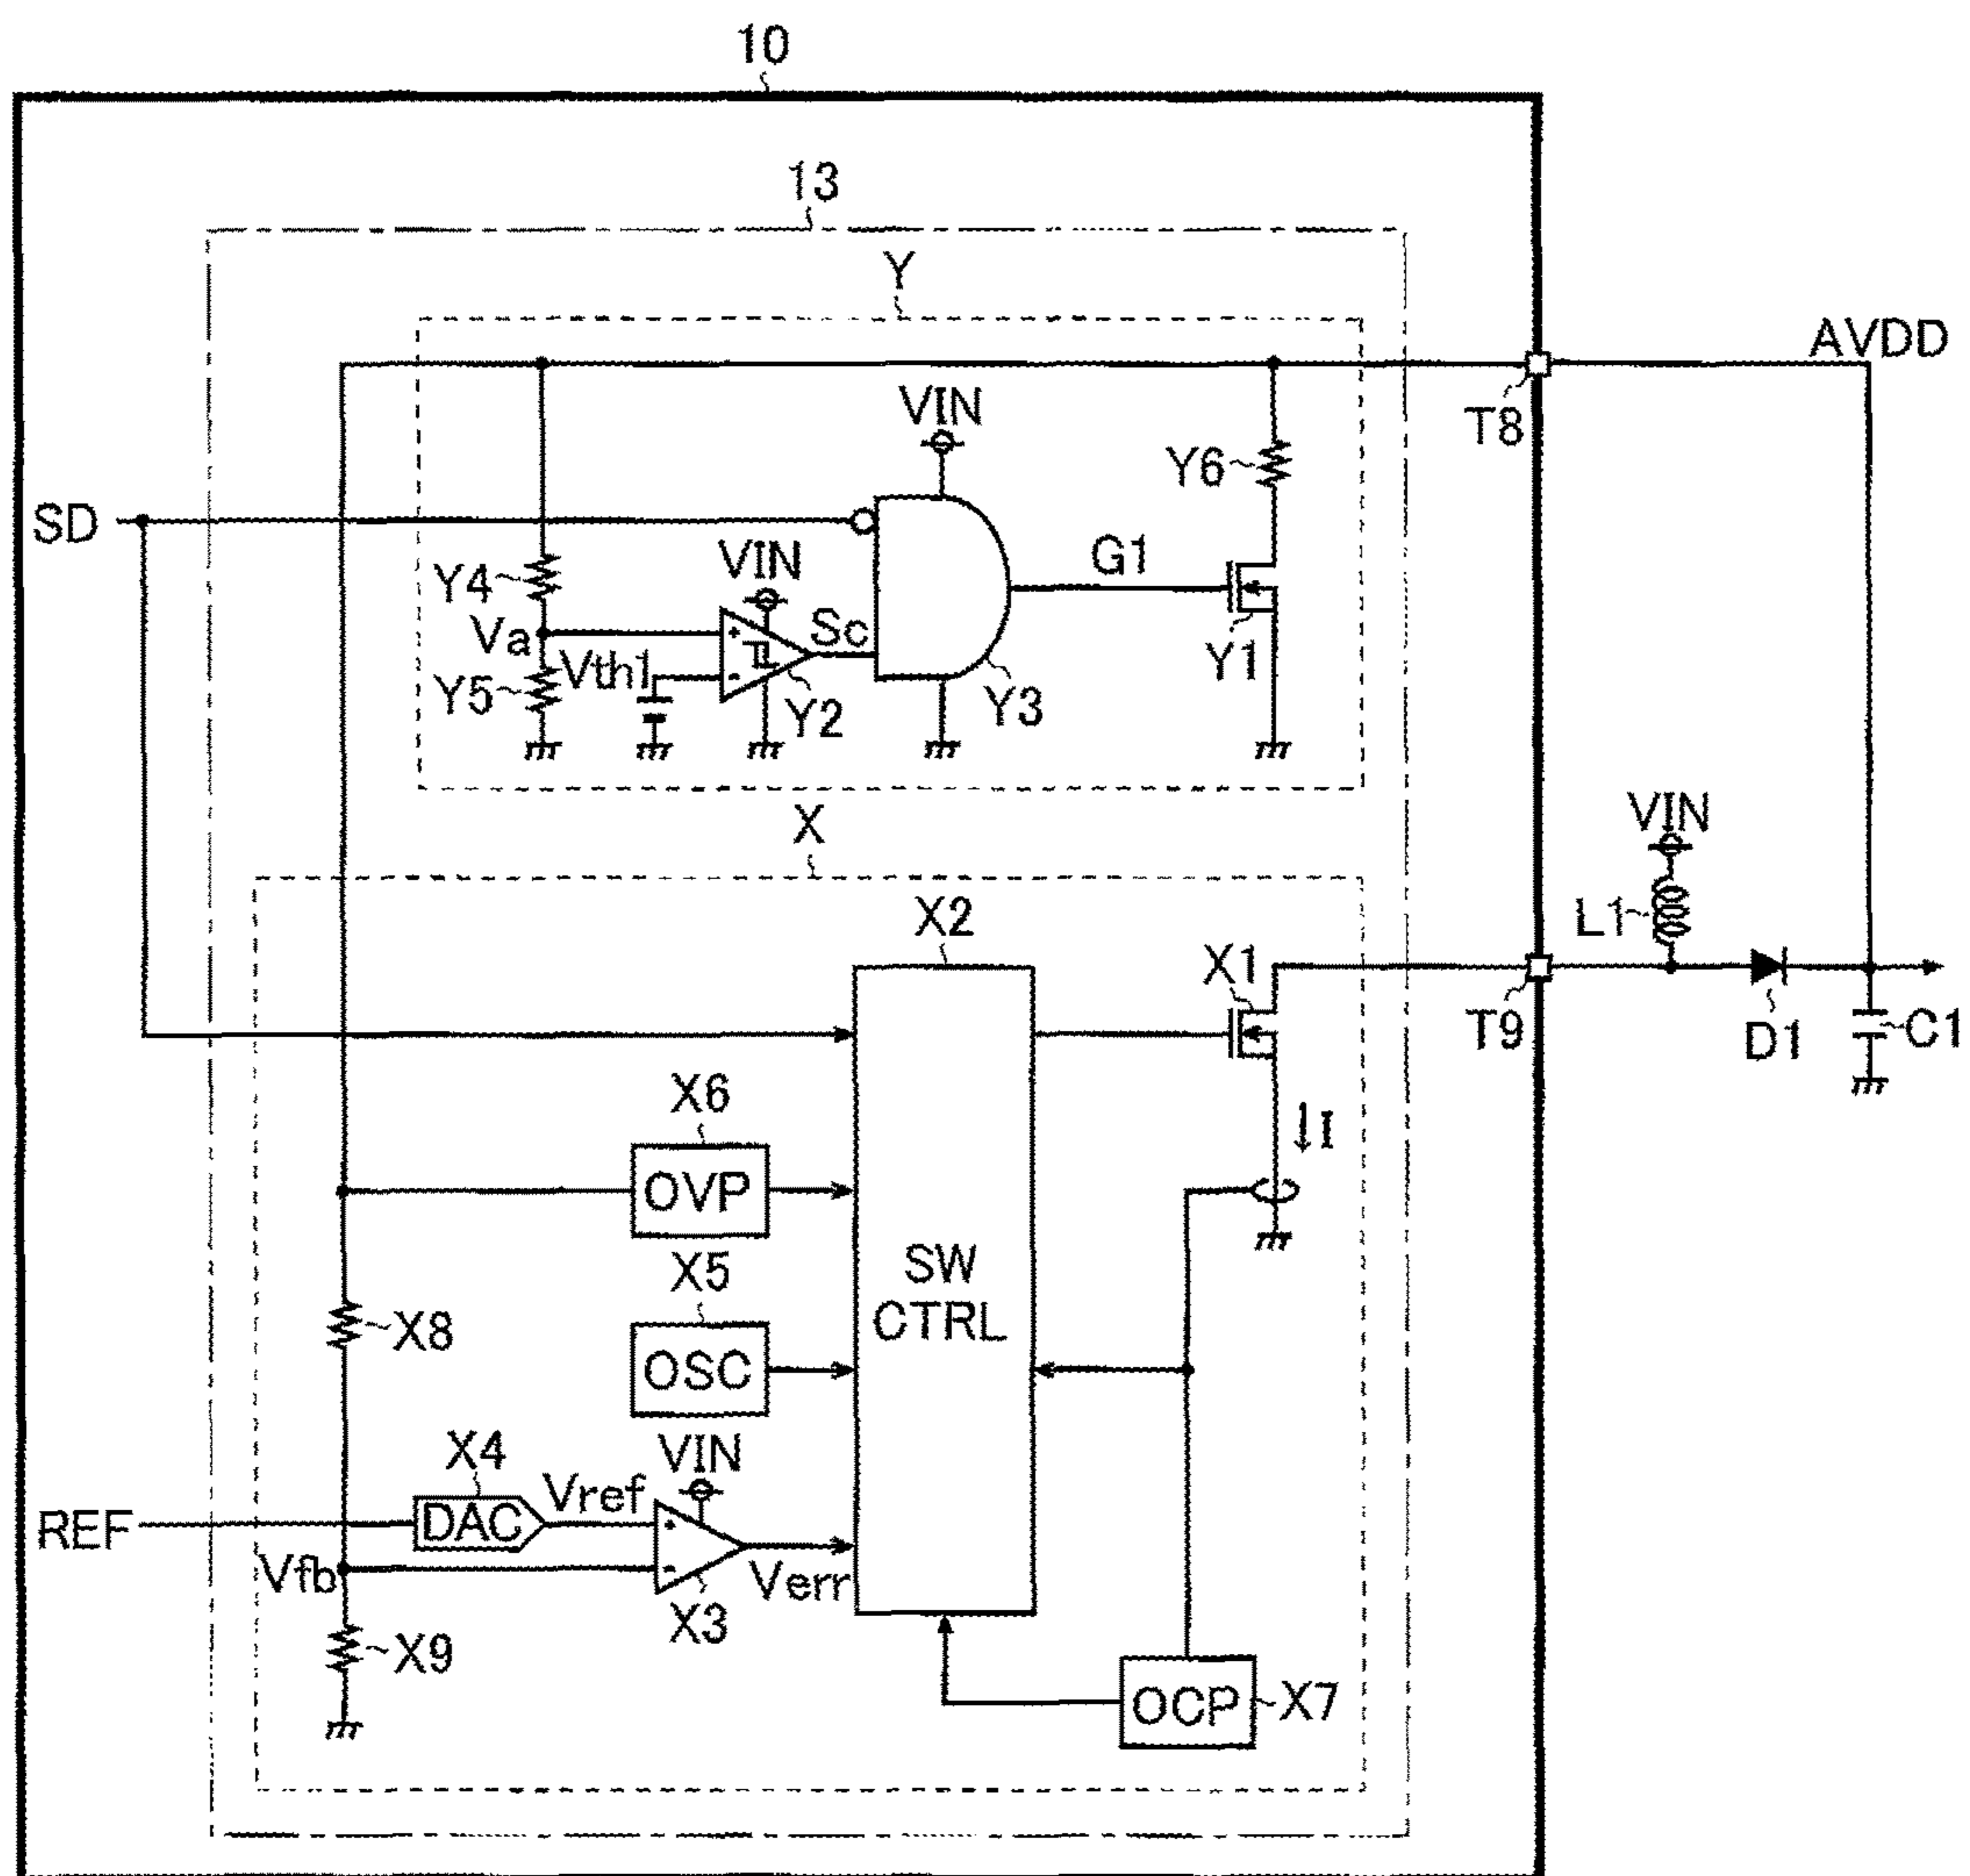 10
13
Y
AVDD
VIN
T8
Y6
SD
VIN
G1
Y4
Sc
Va
Vth1
Y1
Y5
Y2
Y3
X
VIN
X2
L1
X1
T9
D1
C1
X6
↓I
OVP
X5
SW
CTRL
X8
OSC
X4
VIN
Vref
REF
DAC
Vfb
Verr
X3
X9
OCP
X7